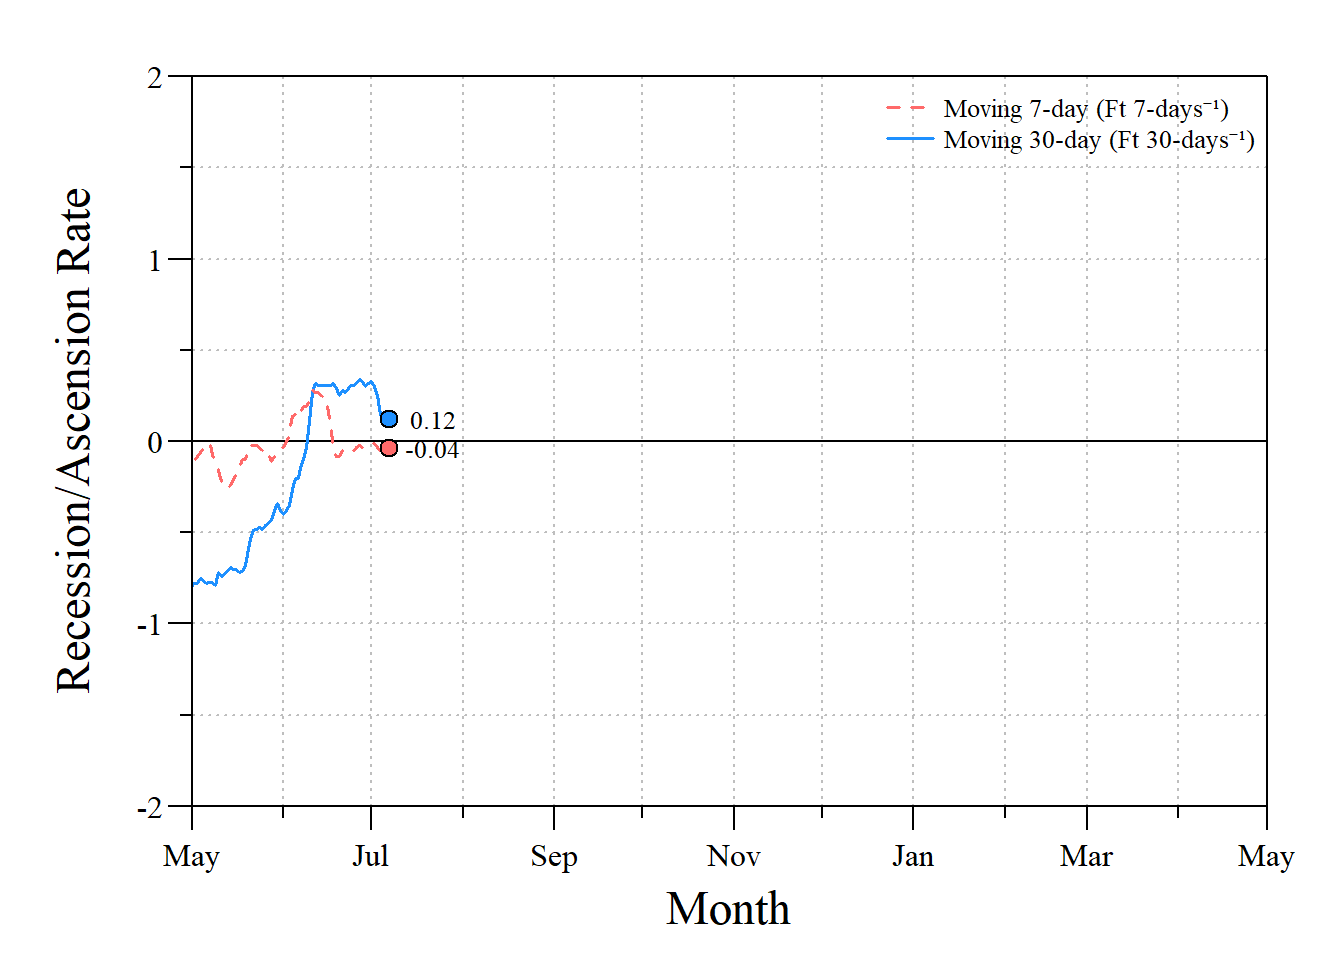 2
Moving 7-day (Ft 7-days⁻¹)
Moving 30-day (Ft 30-days⁻¹)
1
Recession/Ascension Rate
0.12
0
-0.04
-1
-2
May Jul Sep Nov Jan Mar May
Month